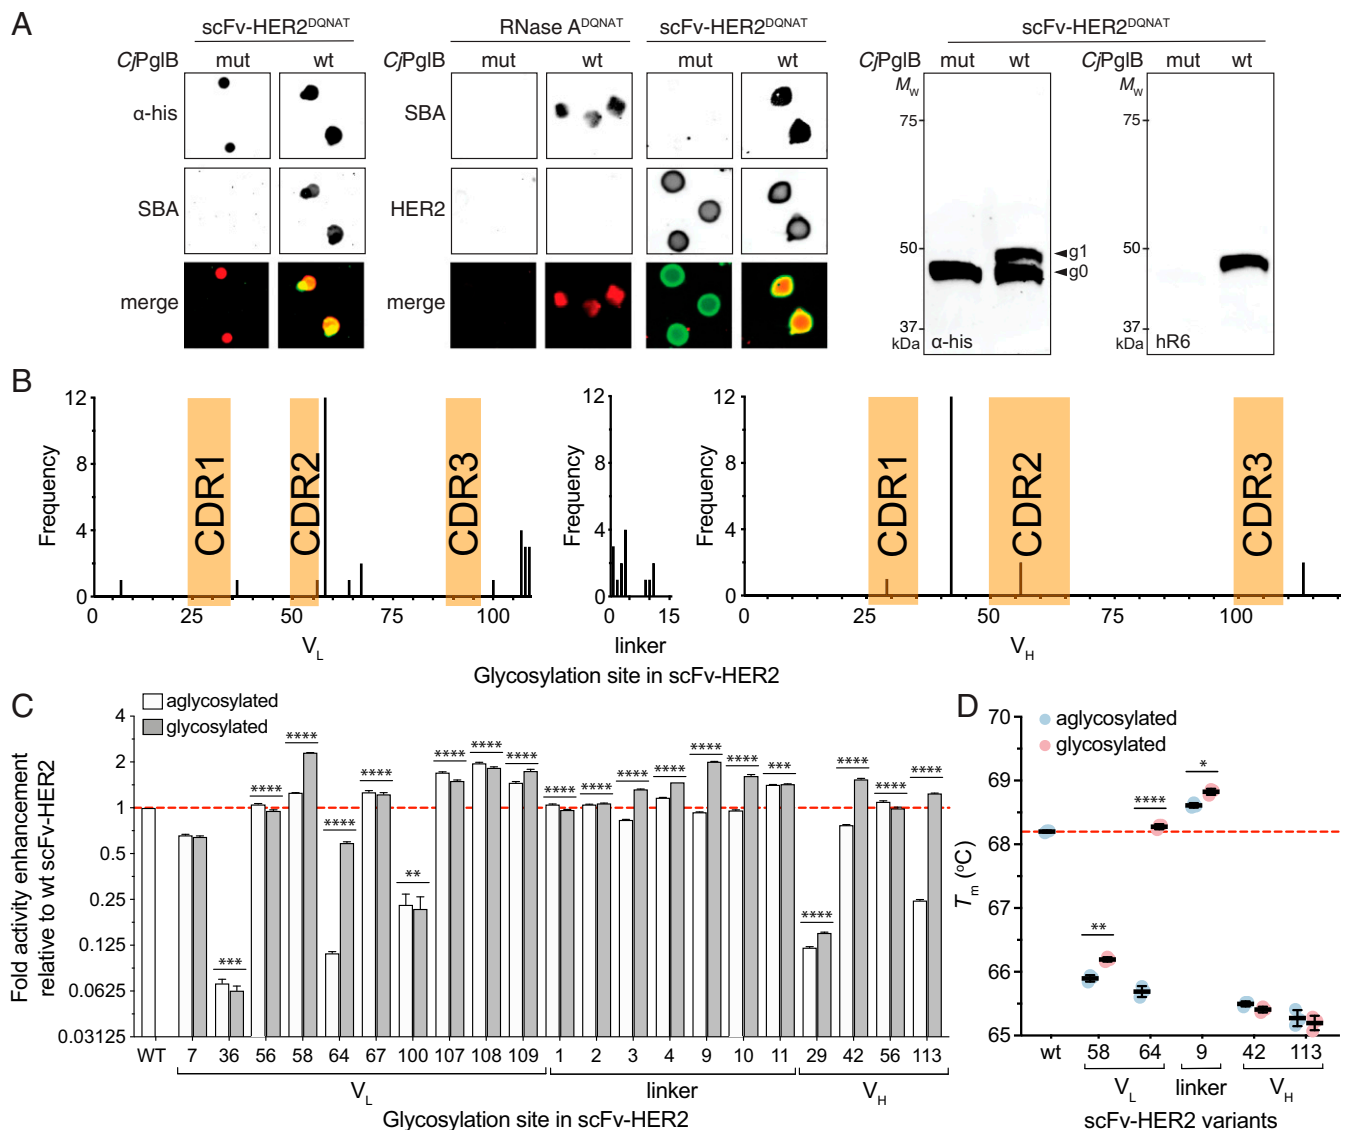 A
scFv-HER2DQNAT
RNase ADQNAT
scFv-HER2DQNAT
scFv-HER2DQNAT
CjPglB mut wt
CjPglB mut wt mut wt
CjPglB mut wt
CjPglB mut wt
α-his
SBA
merge
SBA
HER2
merge
MW
75
50
37
kDa
α-his
g1
g0
MW
75
50
37
kDa
hR6
B
Frequency
12
8
4
0
CDR1
CDR2
CDR3
0 25 50 75 100
VL
Frequency
12
8
4
0
0 15
linker
Frequency
12
8
4
0
CDR1
CDR2
CDR3
0 25 50 75 100
VH
Glycosylation site in scFv-HER2
C
aglycosylated
glycosylated
Fold activity enhancement
relative to wt scFv-HER2
4
2
1
0.5
0.25
0.125
0.0625
0.03125
*** **** **** **** **** ** **** **** **** **** **** **** **** **** **** *** **** **** **** ****
WT 7 36 56 58 64 67 100 107 108 109 1 2 3 4 9 10 11 29 42 56 113
VL linker VH
Glycosylation site in scFv-HER2
D
aglycosylated
glycosylated
Tm (oC)
70
69
68
67
66
65
** **** *
wt 58 64 9 42 113
VL linker VH
scFv-HER2 variants